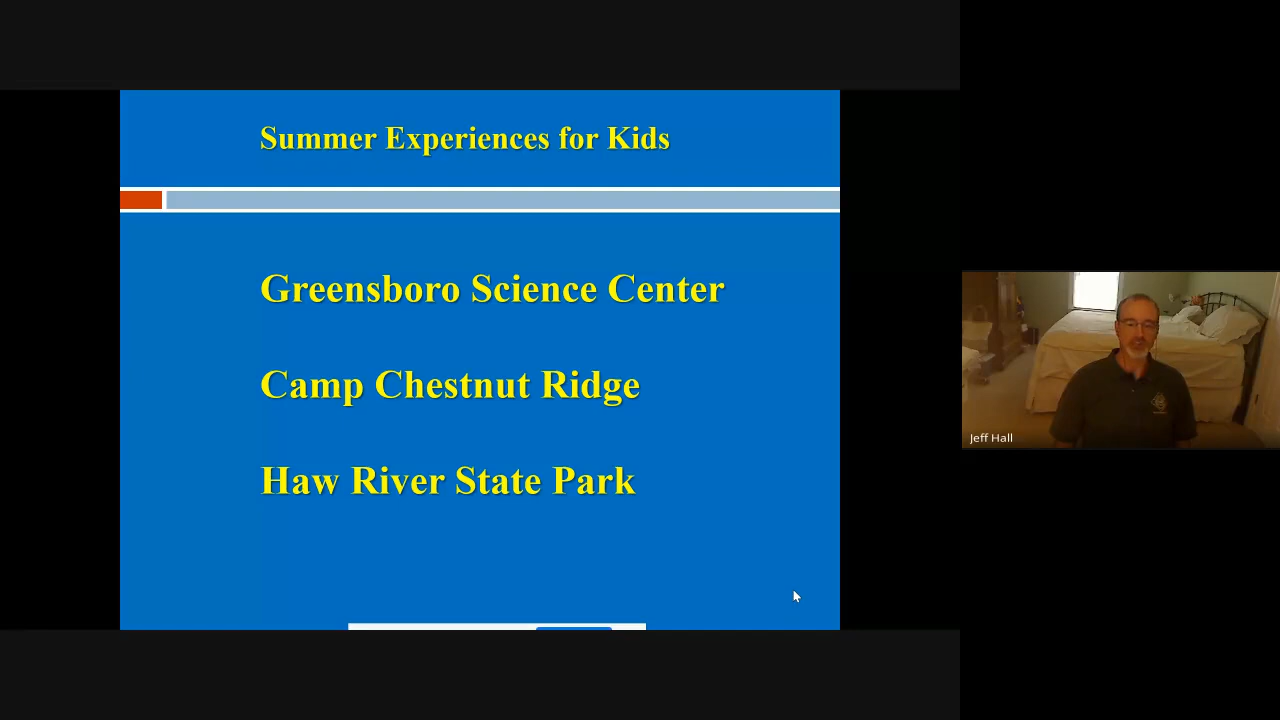 Summer Experiences for Kids
Greensboro Science Center
Camp Chestnut Ridge
Haw River State Park
Jeff Hall